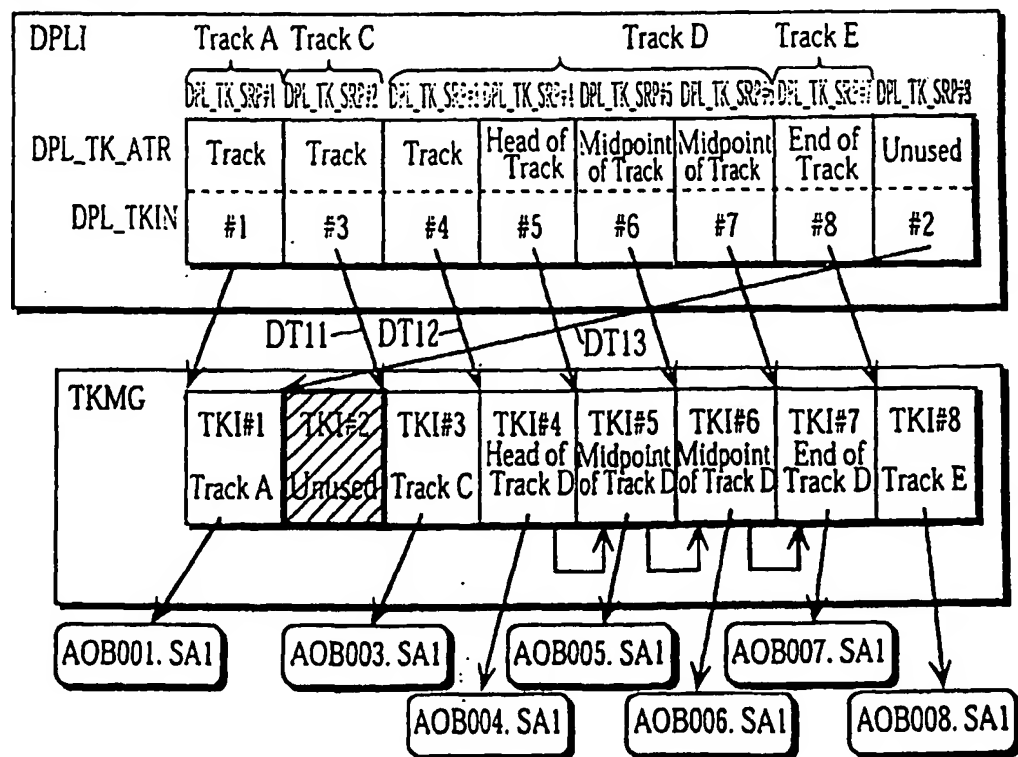 DPLI Track A Track C Track D Track E
DPL_TK_SRP#1 DPL_TK_SRP#2 DPL_TK_SRP#4 DPL_TK_SRP#5 DPL_TK_SRP#8
DPL_TK_ATR Track Track Track Head of Track Midpoint of Track Midpoint of Track End of Track Unused
DPL_TKIN #1 #3 #4 #5 #6 #7 #8 #2
DT11 DT12 DT13
TKMG
TKI#1 TKI#2 TKI#3 TKI#4 TKI#5 TKI#6 TKI#7 TKI#8
Track A Unused Track C Head of Track D Midpoint of Track D Midpoint of Track D End of Track D Track E
AOB001. SA1 AOB003. SA1 AOB005. SA1 AOB007. SA1
AOB004. SA1 AOB006. SA1 AOB008. SA1